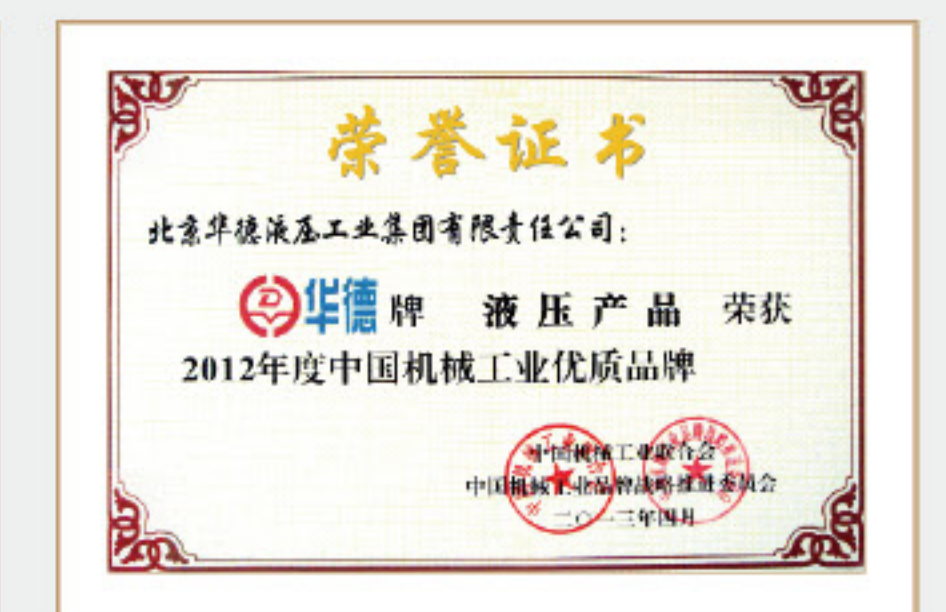 荣誉证书
北京华德液压工业集团有限责任公司：
华德牌 液压产品 荣获
2012年度中国机械工业优质品牌
中国机械工业联合会
中国机械工业品牌战略推进委员会
二〇一三年四月